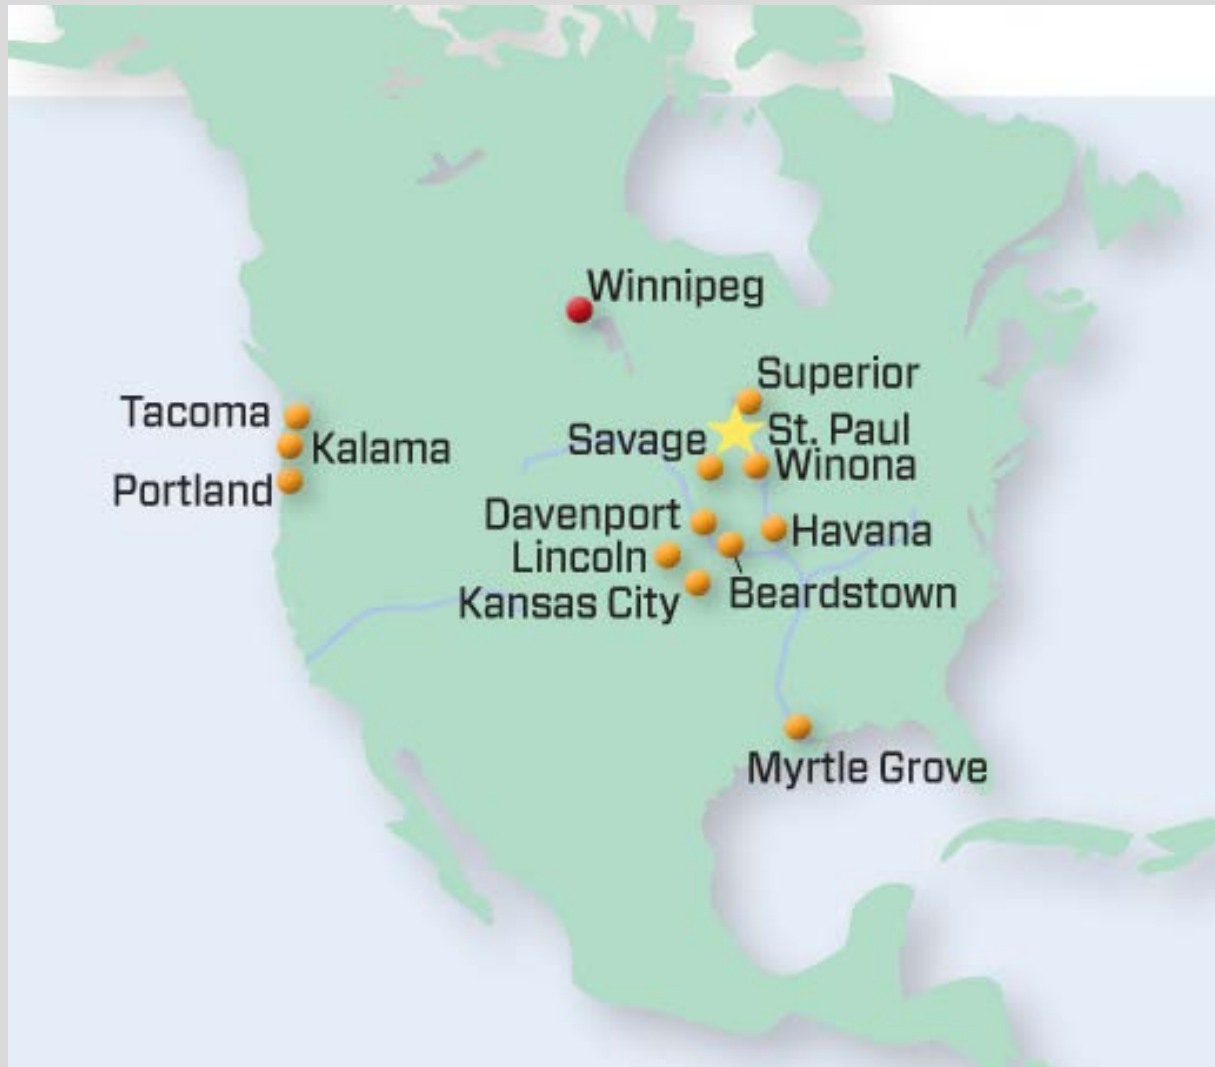 Winnipeg
Superior
Tacoma
St. Paul
Savage
Kalama
Winona
Portland
Davenport
Havana
Lincoln
Beardstown
Kansas City
Myrtle Grove